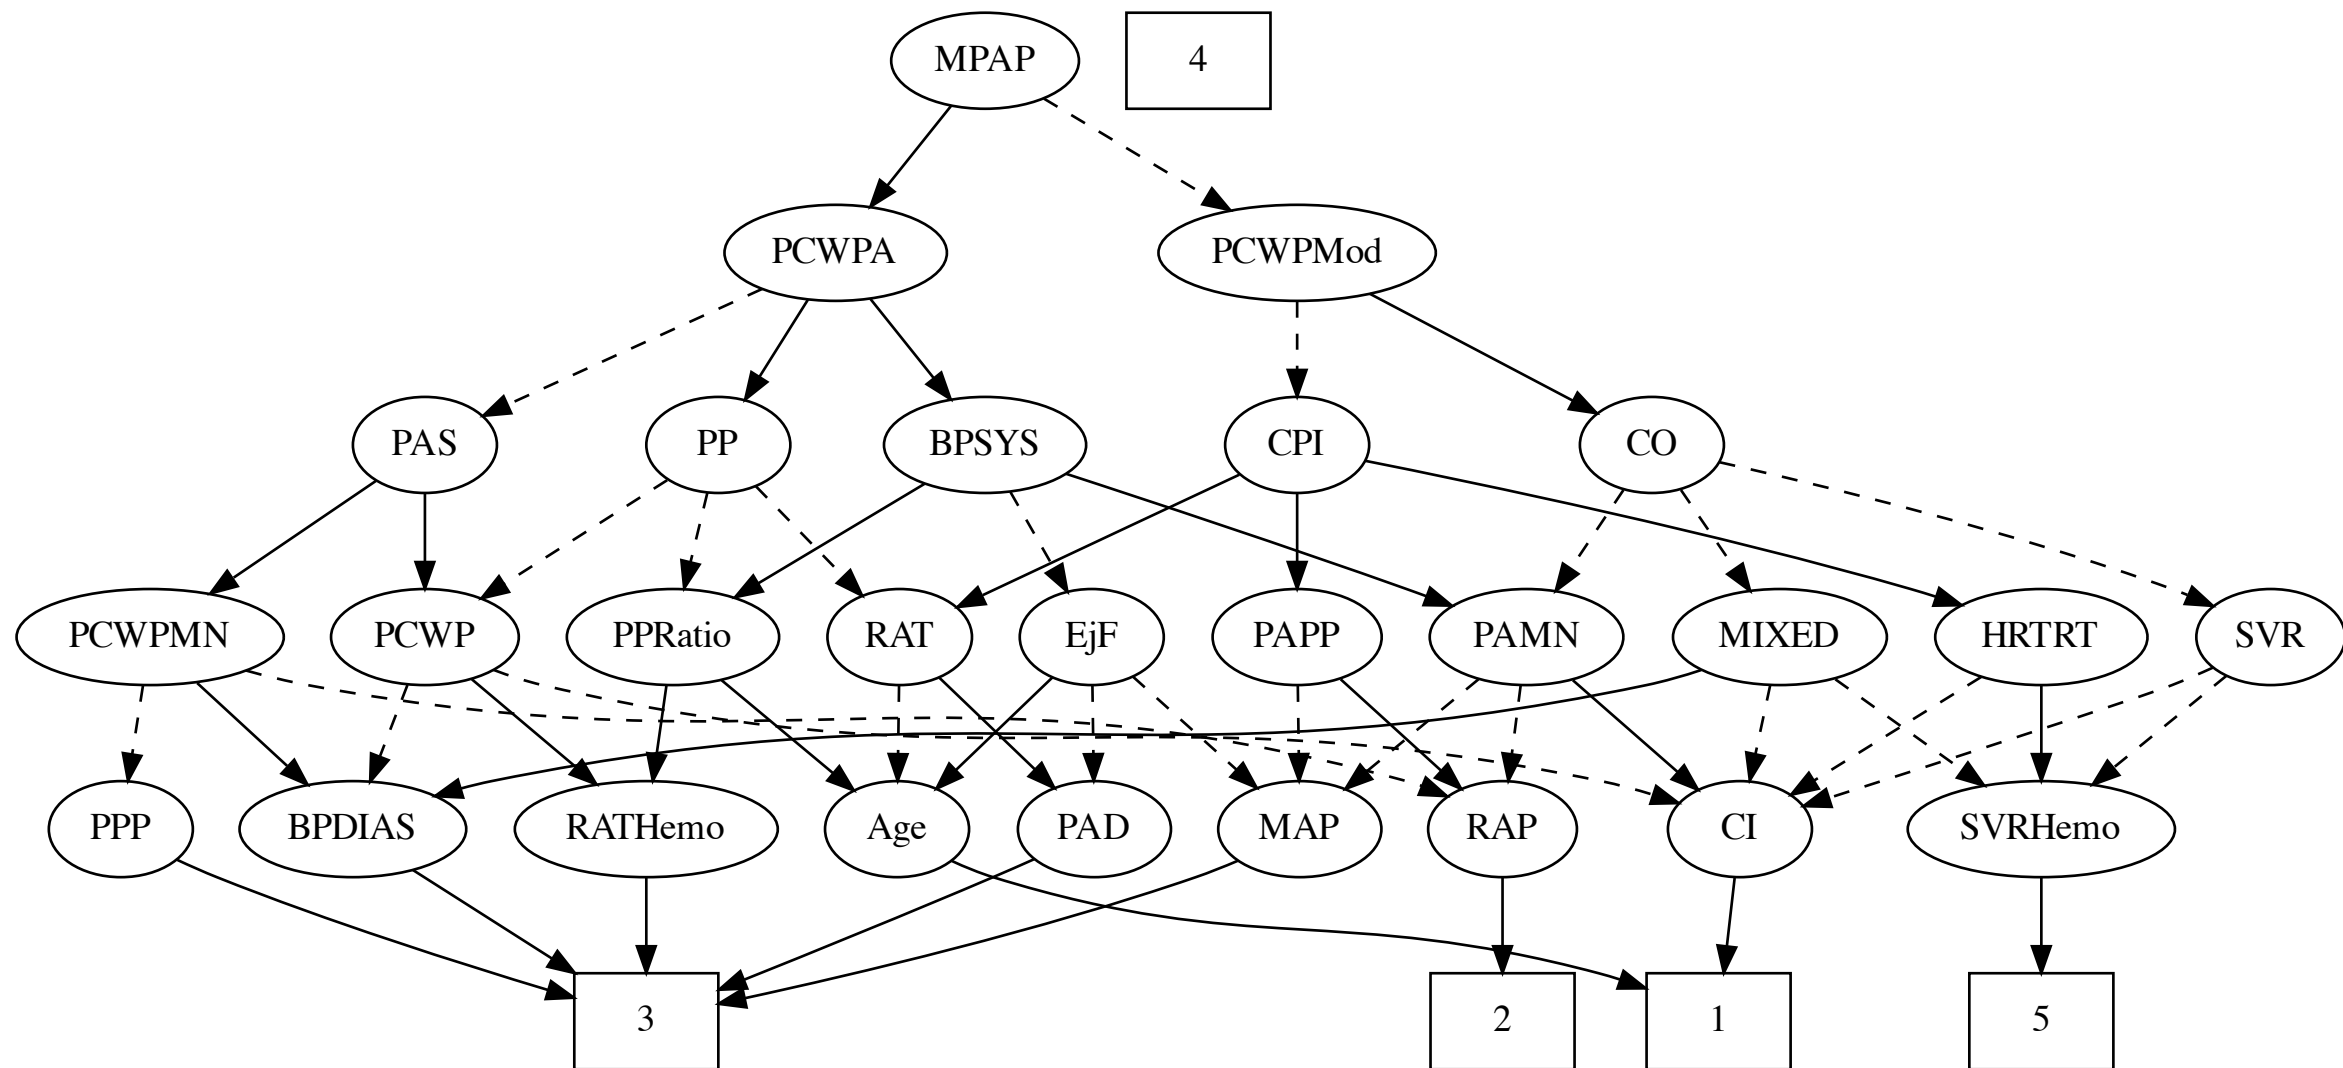 MPAP
4
PCWPA
PCWPMod
PAS
PP
BPSYS
CPI
CO
PCWPMN
PCWP
PPRatio
RAT
EjF
PAPP
PAMN
MIXED
HRTRT
SVR
PPP
BPDIAS
RATHemo
Age
PAD
MAP
RAP
CI
SVRHemo
3
2
1
5